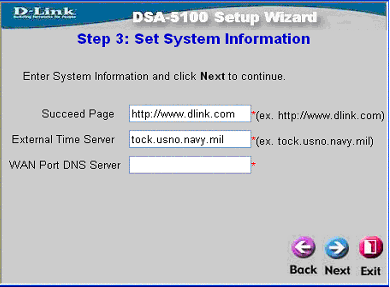 D-Link
Building Networks for People
DSA-5100 Setup Wizard
Step 3: Set System Information
Enter System Information and click Next to continue.
Succeed Page http://www.dlink.com *(ex. http://www.dlink.com)
External Time Server tock.usno.navy.mil *(ex. tock.usno.navy.mil)
WAN Port DNS Server *
Back Next Exit